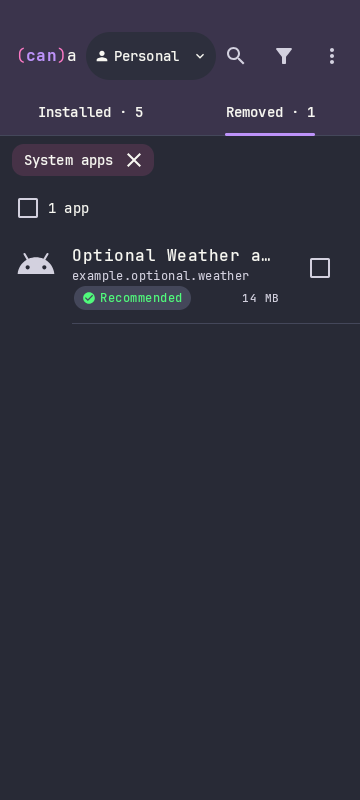 (can)a
Personal
Installed · 5
Removed · 1
System apps
1 app
Optional Weather a…
example.optional.weather
Recommended
14 MB